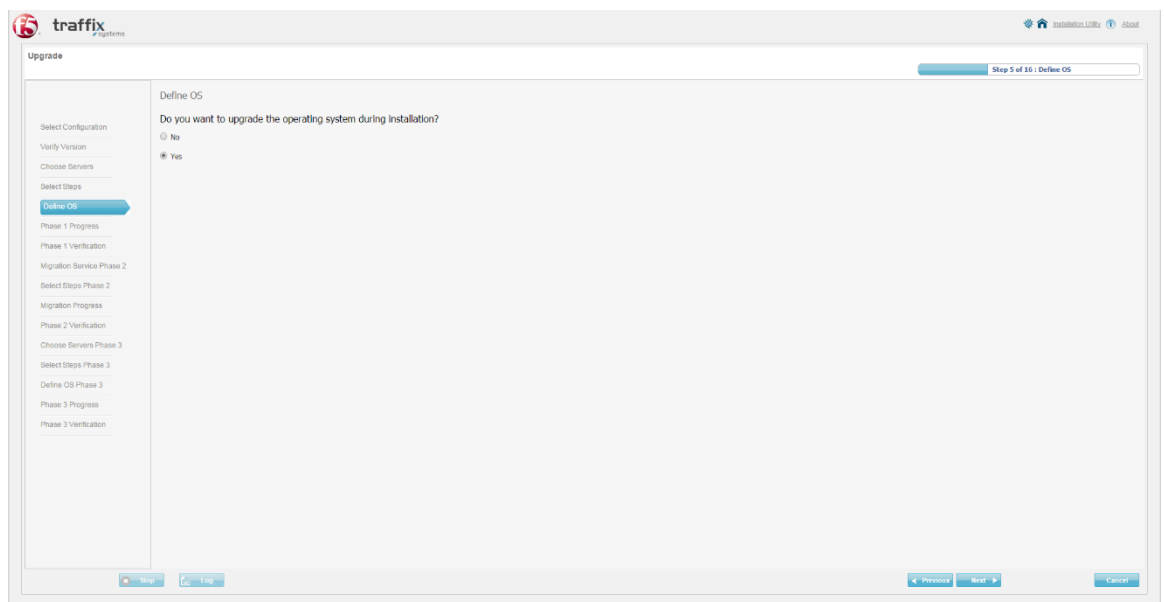 f5 traffix systems
Installation Utility About
Upgrade
Step 5 of 16 : Define OS
Define OS
Do you want to upgrade the operating system during installation?
No
Yes
Select Configuration
Verify Version
Choose Servers
Select Steps
Define OS
Phase 1 Progress
Phase 1 Verification
Migration Service Phase 2
Select Steps Phase 2
Migration Progress
Phase 2 Verification
Choose Servers Phase 3
Select Steps Phase 3
Define OS Phase 3
Phase 3 Progress
Phase 3 Verification
Stop Log Previous Next Cancel